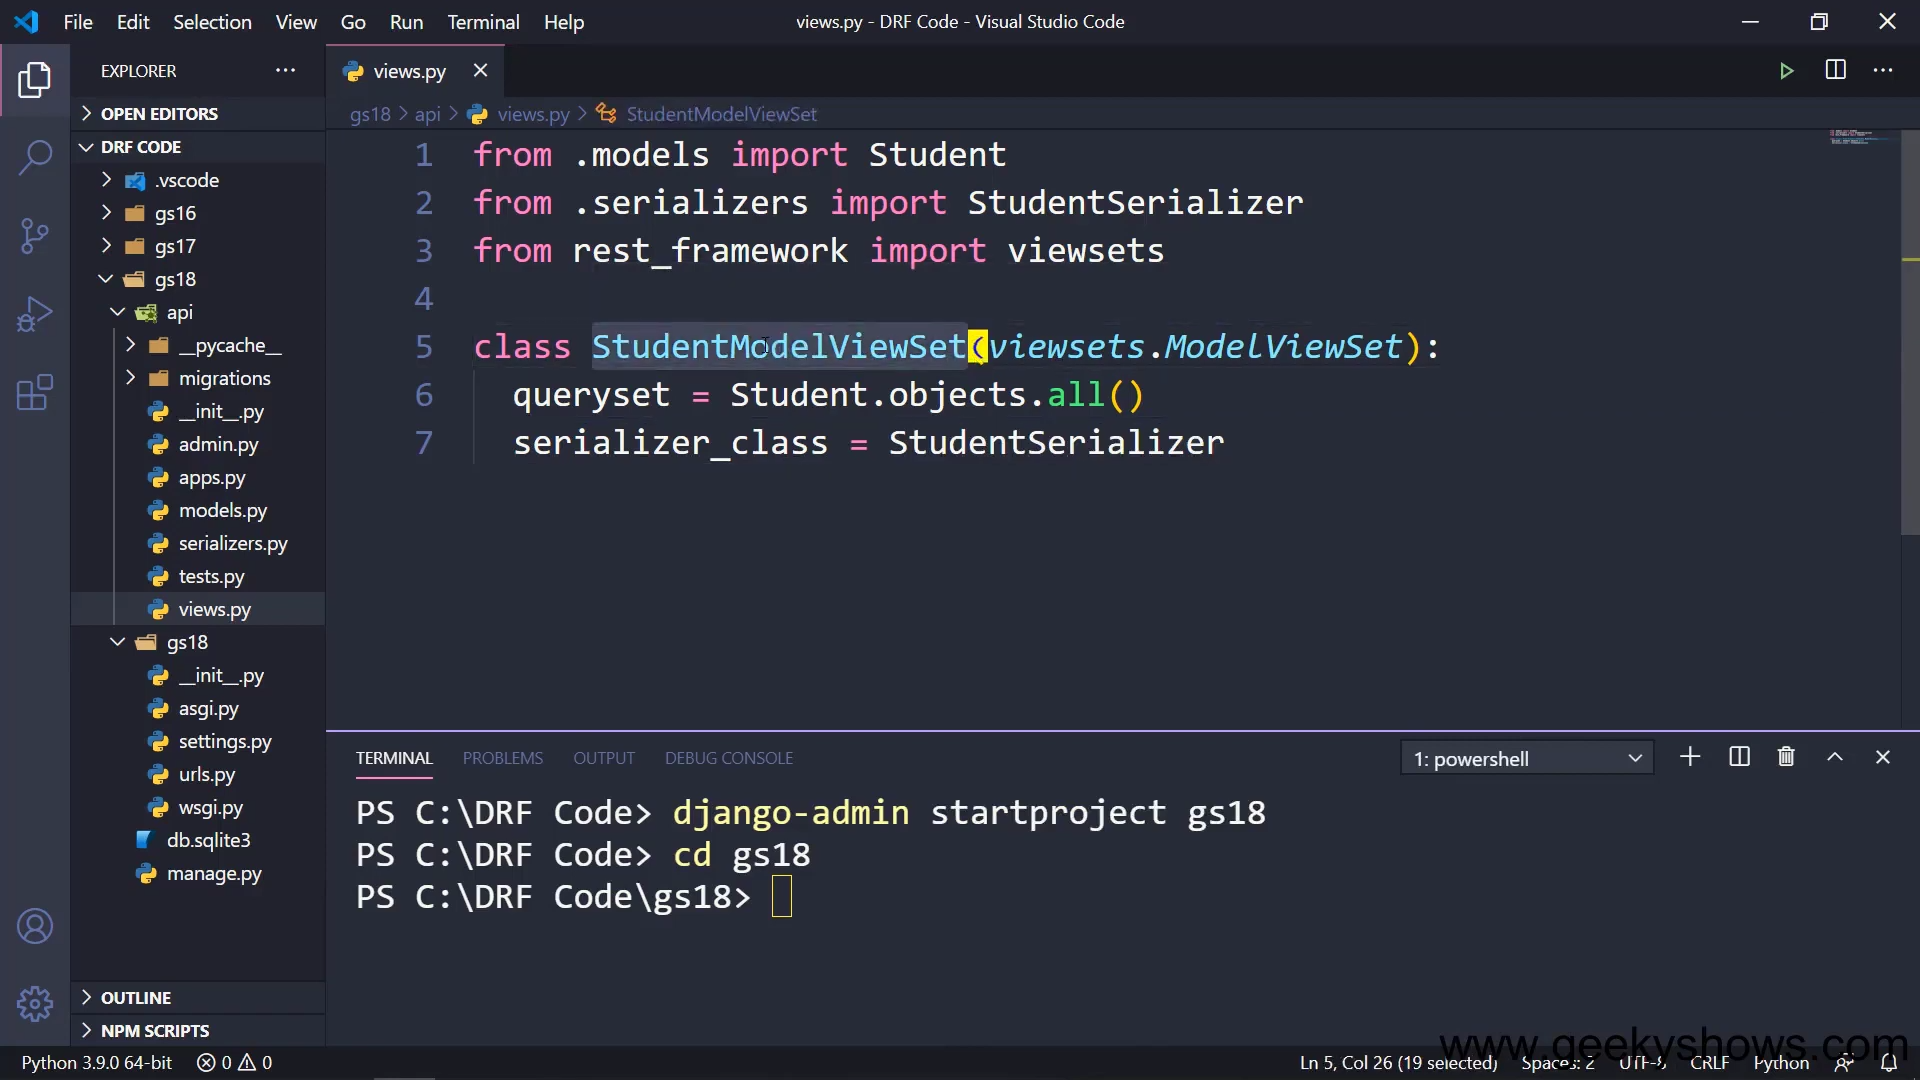 File Edit Selection View Go Run Terminal Help
views.py - DRF Code - Visual Studio Code
EXPLORER
OPEN EDITORS
DRF CODE
.vscode
gs16
gs17
gs18
api
__pycache__
migrations
__init__.py
admin.py
apps.py
models.py
serializers.py
tests.py
views.py
gs18
__init__.py
asgi.py
settings.py
urls.py
wsgi.py
db.sqlite3
manage.py
OUTLINE
NPM SCRIPTS
views.py
gs18 > api > views.py > StudentModelViewSet
1 from .models import Student
2 from .serializers import StudentSerializer
3 from rest_framework import viewsets
4
5 class StudentModelViewSet(viewsets.ModelViewSet):
6 queryset = Student.objects.all()
7 serializer_class = StudentSerializer
TERMINAL PROBLEMS OUTPUT DEBUG CONSOLE
1: powershell
PS C:\DRF Code> django-admin startproject gs18
PS C:\DRF Code> cd gs18
PS C:\DRF Code\gs18>
www.geekyshows.com
Python 3.9.0 64-bit 0 0
Ln 5, Col 26 (19 selected) Spaces: 2 UTF-8 CRLF Python